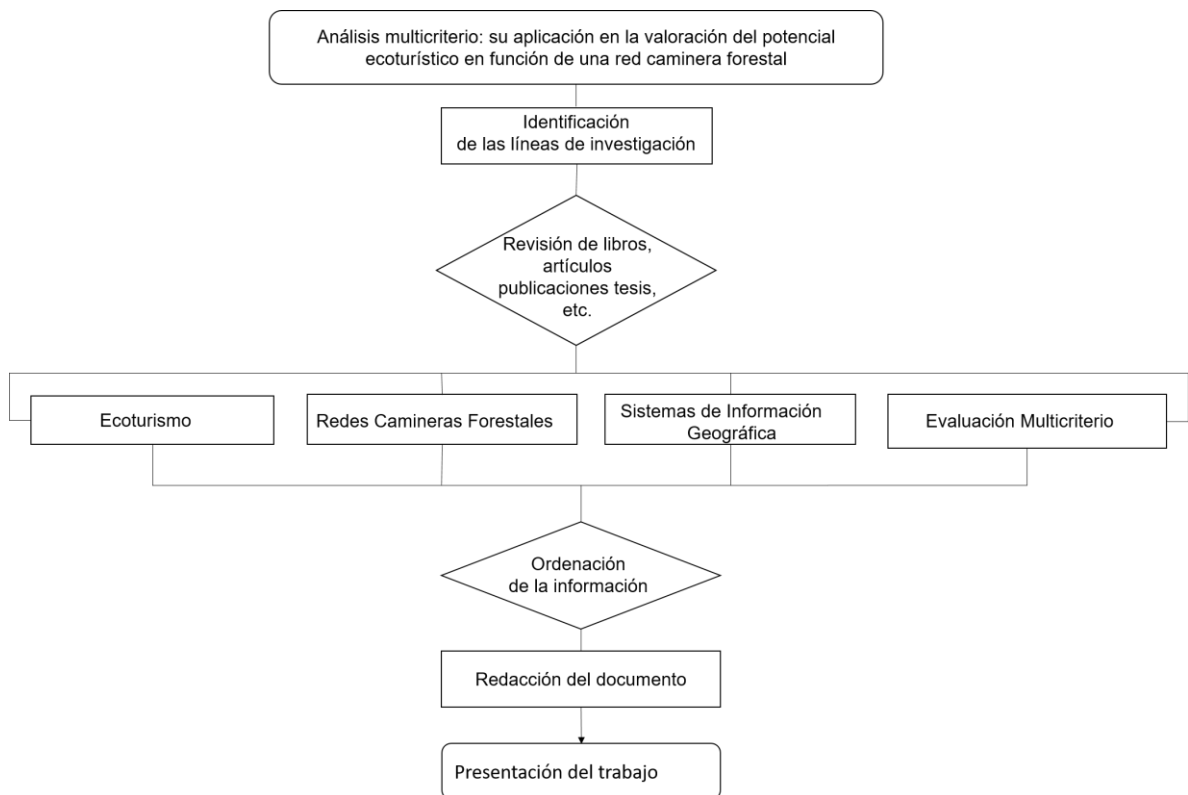 Análisis multicriterio: su aplicación en la valoración del potencial
ecoturístico en función de una red caminera forestal
Identificación
de las líneas de investigación
Revisión de libros,
artículos
publicaciones tesis,
etc.
Ecoturismo
Redes Camineras Forestales
Sistemas de Información
Geográfica
Evaluación Multicriterio
Ordenación
de la información
Redacción del documento
Presentación del trabajo